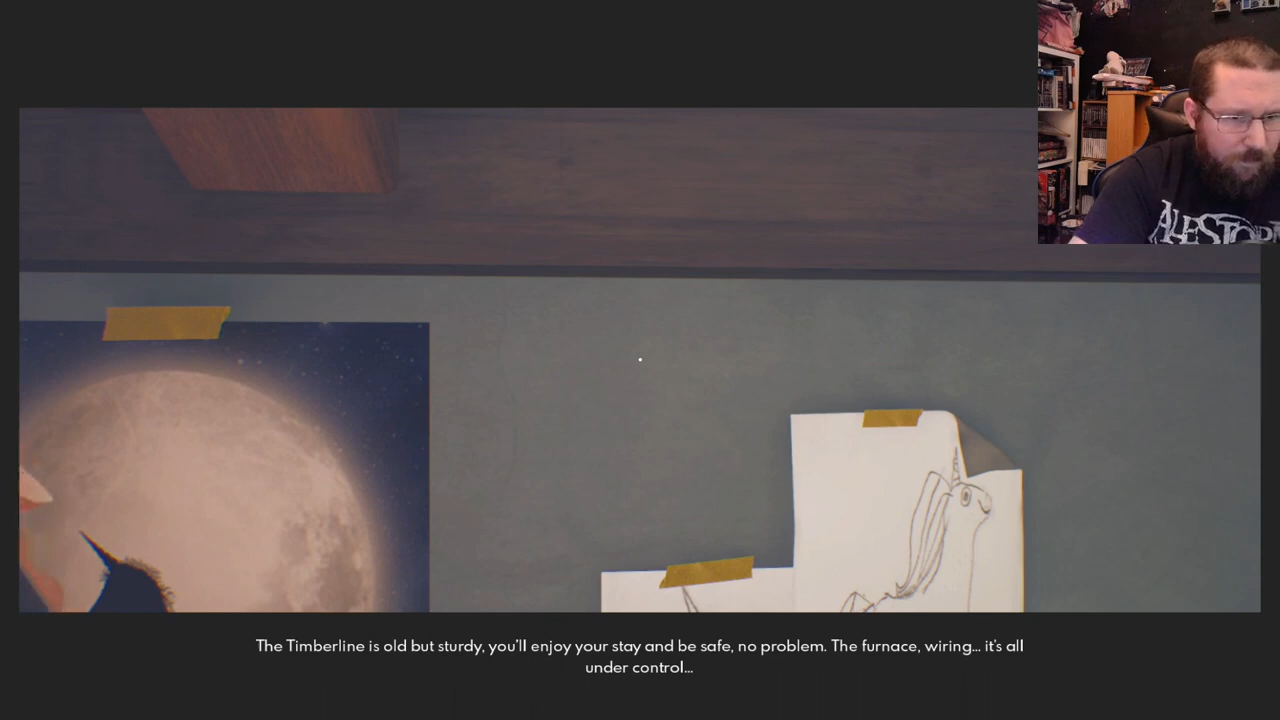 ALESTORM
The Timberline is old but sturdy, you'll enjoy your stay and be safe, no problem. The furnace, wiring... it's all
under control...